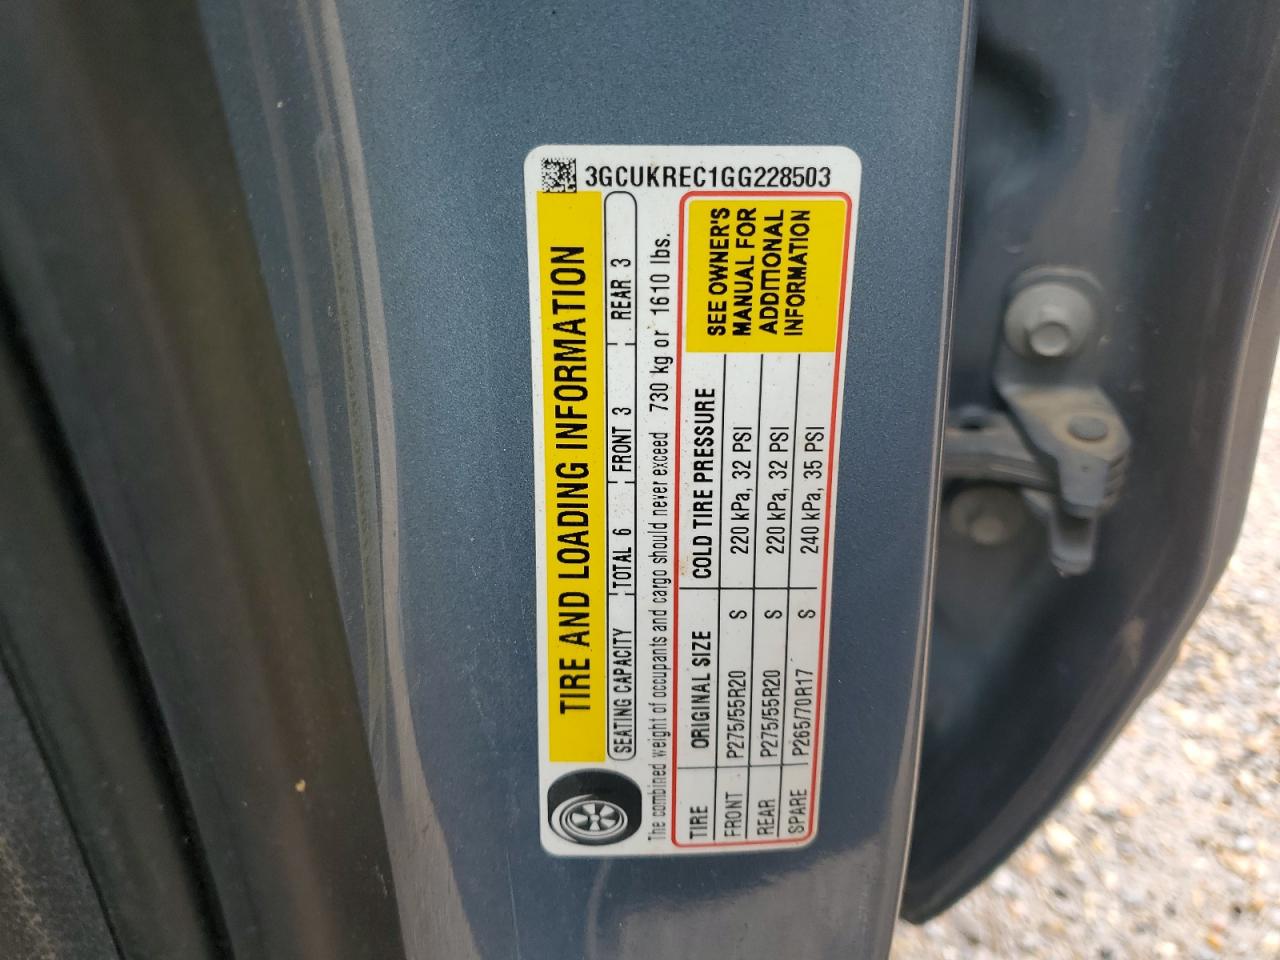 3GCUKREC1GG228503
TIRE AND LOADING INFORMATION
SEATING CAPACITY TOTAL 6 FRONT 3 REAR 3
The combined weight of occupants and cargo should never exceed 730 kg or 1610 lbs.
TIRE ORIGINAL SIZE COLD TIRE PRESSURE
FRONT P275/55R20 S 220 kPa, 32 PSI
REAR P275/55R20 S 220 kPa, 32 PSI
SPARE P265/70R17 S 240 kPa, 35 PSI
SEE OWNER'S
MANUAL FOR
ADDITIONAL
INFORMATION